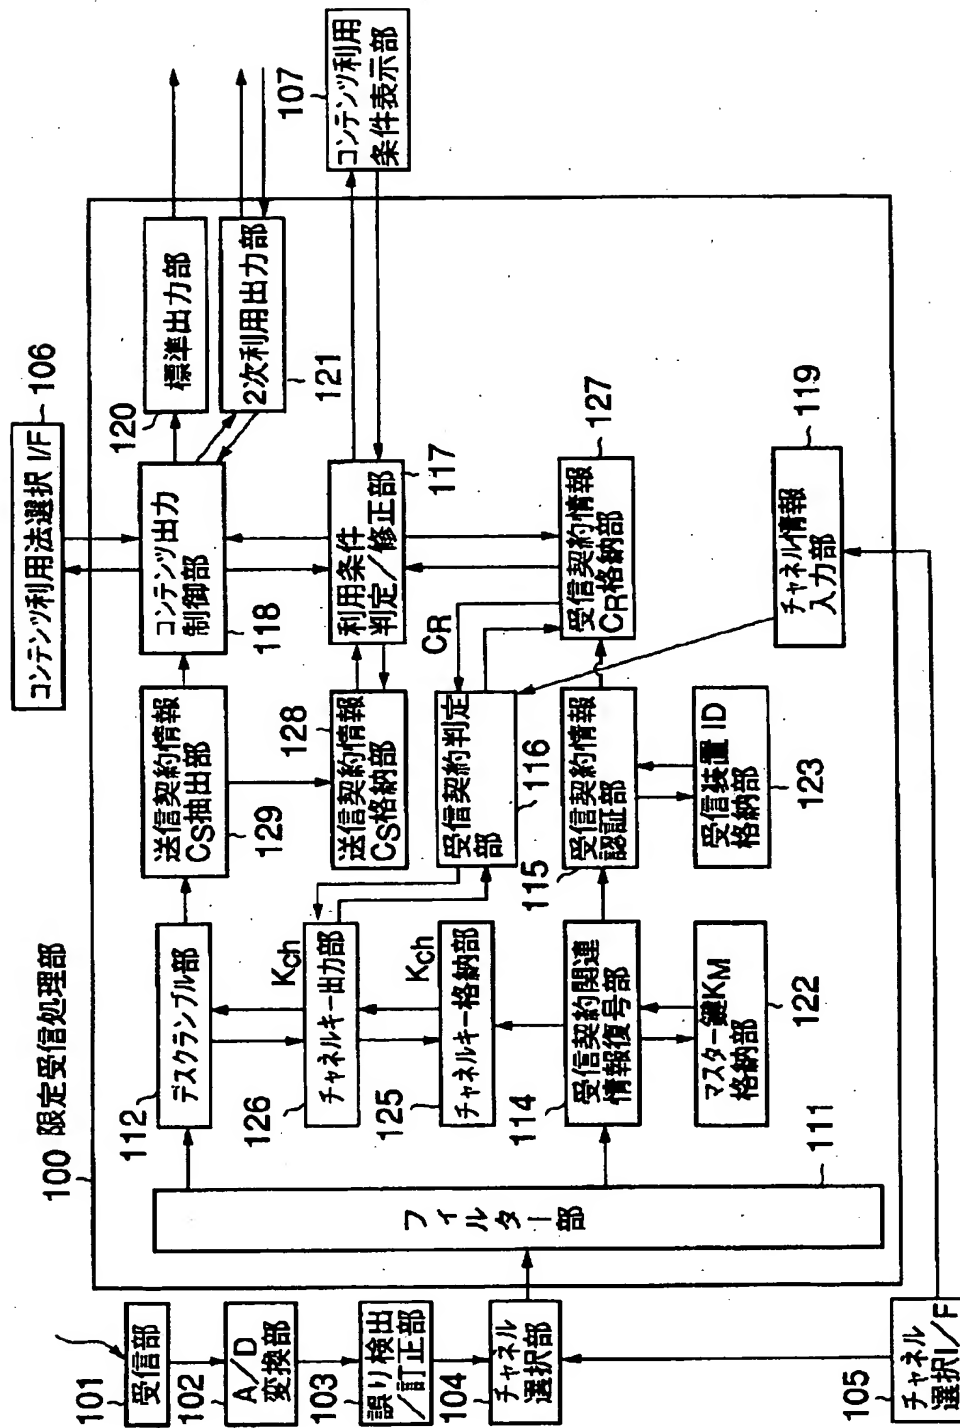 100 限定受信処理部
101
受信部
102
A/D
変換部
103
誤り検出
/訂正部
104
チャネル
選択部
105
チャネル
選択I/F
フィルター部
111
112
デスクランブル部
126
チャネルキー出力部
Kch
125
チャネルキー格納部
Kch
114
受信契約関連
情報復号部
マスター鍵KM
格納部
122
送信契約情報
CS抽出部
129
128
送信契約情報
CS格納部
受信契約判定
部
116
115
受信契約情報
認証部
受信装置ID
格納部
123
コンテンツ利用法選択 I/F
106
コンテンツ出力
制御部
118
利用条件
判定/修正部
117
CR
受信契約情報
CR格納部
127
チャネル情報
入力部
119
120
標準出力部
2次利用出力部
121
107
コンテンツ利用
条件表示部